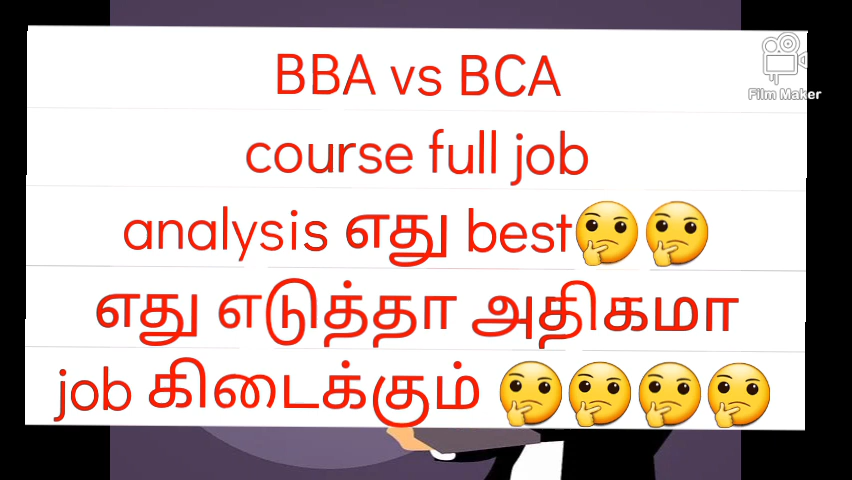 Film Maker
BBA vs BCA
course full job
analysis எது best🤔🤔
எது எடுத்தா அதிகமா
job கிடைக்கும் 🤔🤔🤔🤔